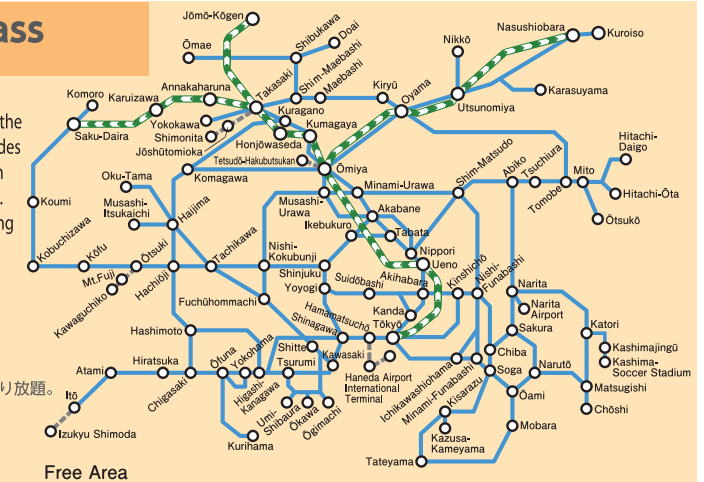 ass
the
des
n
.
ng
り放題。
Jōmō-Kōgen
Ōmae
Shibukawa
Doai
Nikkō
Nasushiobara
Kuroiso
Komoro
Karuizawa
Annakaharuna
Takasaki
Shim-Maebashi
Maebashi
Kiryū
Oyama
Utsunomiya
Karasuyama
Saku-Daira
Yokokawa
Shimonita
Jōshūtomioka
Kuragano
Kumagaya
Honjōwaseda
Tetsudō-Hakubutsukan
Ōmiya
Komagawa
Oku-Tama
Musashi-
Itsukaichi
Haijima
Koumi
Kobuchizawa
Kōfu
Mt.Fuji
Ōtsuki
Kawaguchiko
Hachiōji
Tachikawa
Fuchūhommachi
Nishi-
Kokubunji
Musashi-
Urawa
Minami-Urawa
Akabane
Ikebukuro
Tabata
Nippori
Ueno
Shim-Matsudo
Abiko
Tsuchiura
Tomobe
Mito
Hitachi-
Daigo
Hitachi-Ōta
Ōtsukō
Shinjuku
Yoyogi
Suidōbashi
Akihabara
Kinshichō
Nishi-
Funabashi
Kanda
Tōkyō
Hamamatsuchō
Shinagawa
Narita
Narita
Airport
Sakura
Katori
Kashimajingū
Kashima-
Soccer Stadium
Hashimoto
Shitte
Kawasaki
Haneda Airport
International
Terminal
Ichikawashiohama
Minami-Funabashi
Chiba
Soga
Narutō
Matsugishi
Chōshi
Atami
Hiratsuka
Chigasaki
Ōfuna
Yokohama
Higashi-
Kanagawa
Tsurumi
Umi-
Shibaura
Ōkawa
Ōgimachi
Kurihama
Itō
Izukyu Shimoda
Kisarazu
Kazusa-
Kameyama
Tateyama
Ōami
Mobara
Free Area